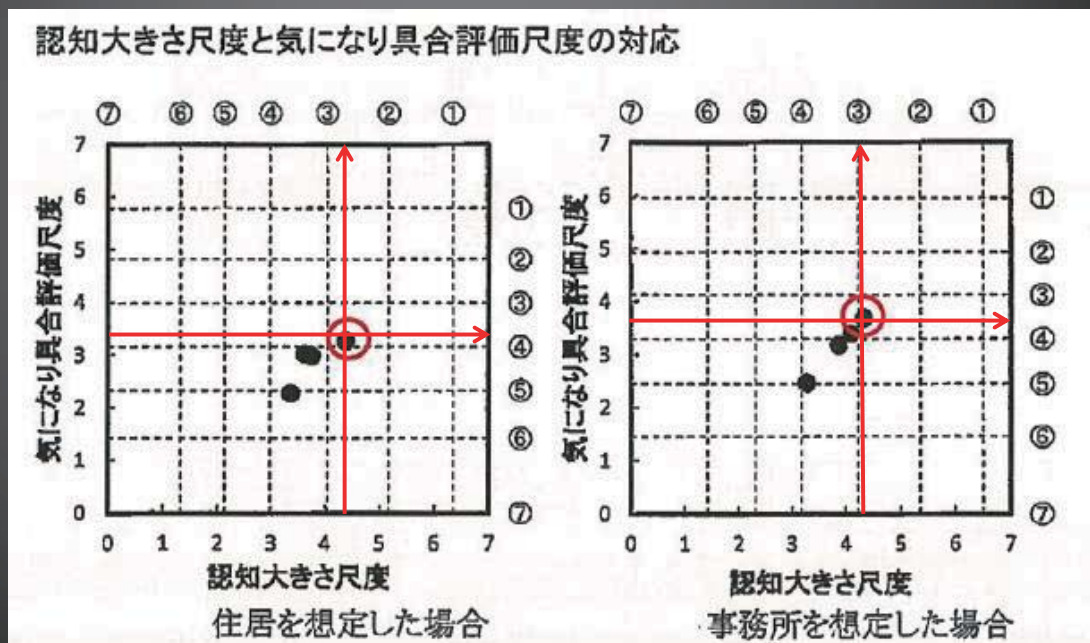 認知大きさ尺度と気になり具合評価尺度の対応
⑦ ⑥ ⑤ ④ ③ ② ①
7
6
5
4
3
2
1
0
気になり具合評価尺度
①
②
③
④
⑤
⑥
⑦
0 1 2 3 4 5 6 7
認知大きさ尺度
住居を想定した場合
⑦ ⑥ ⑤ ④ ③ ② ①
7
6
5
4
3
2
1
0
気になり具合評価尺度
①
②
③
④
⑤
⑥
⑦
0 1 2 3 4 5 6 7
認知大きさ尺度
事務所を想定した場合